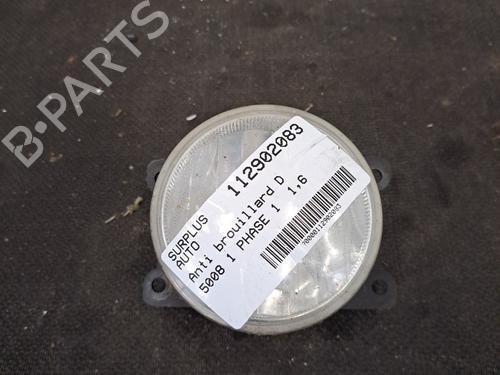 B-PARTS
SURPLUS
AUTO
112902083
Anti brouillard D
5008 1 PHASE 1 1,6